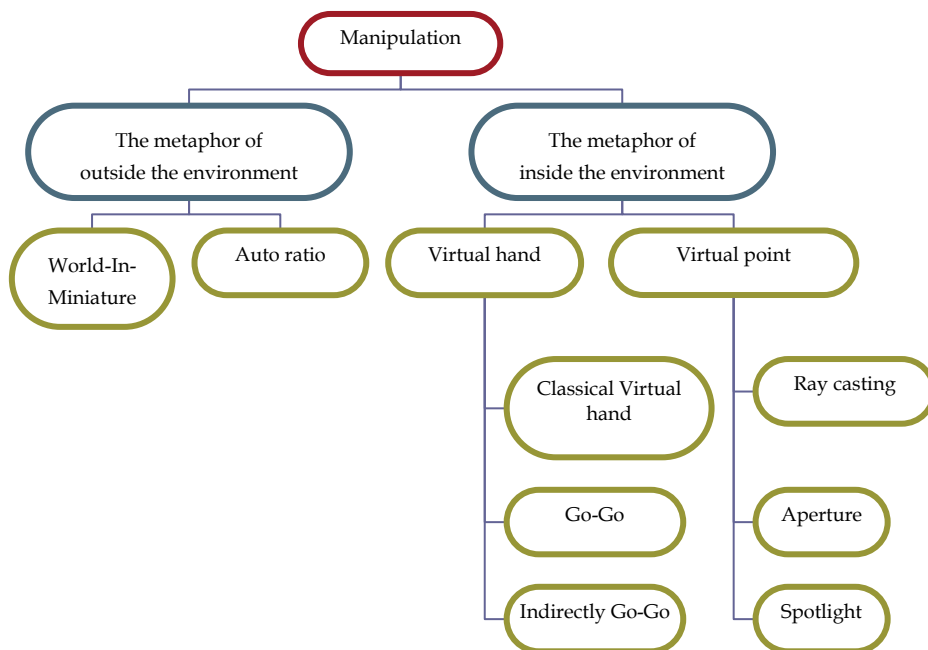 Manipulation
The metaphor of
outside the environment
The metaphor of
inside the environment
World-In-
Miniature
Auto ratio
Virtual hand
Virtual point
Classical Virtual
hand
Go-Go
Indirectly Go-Go
Ray casting
Aperture
Spotlight